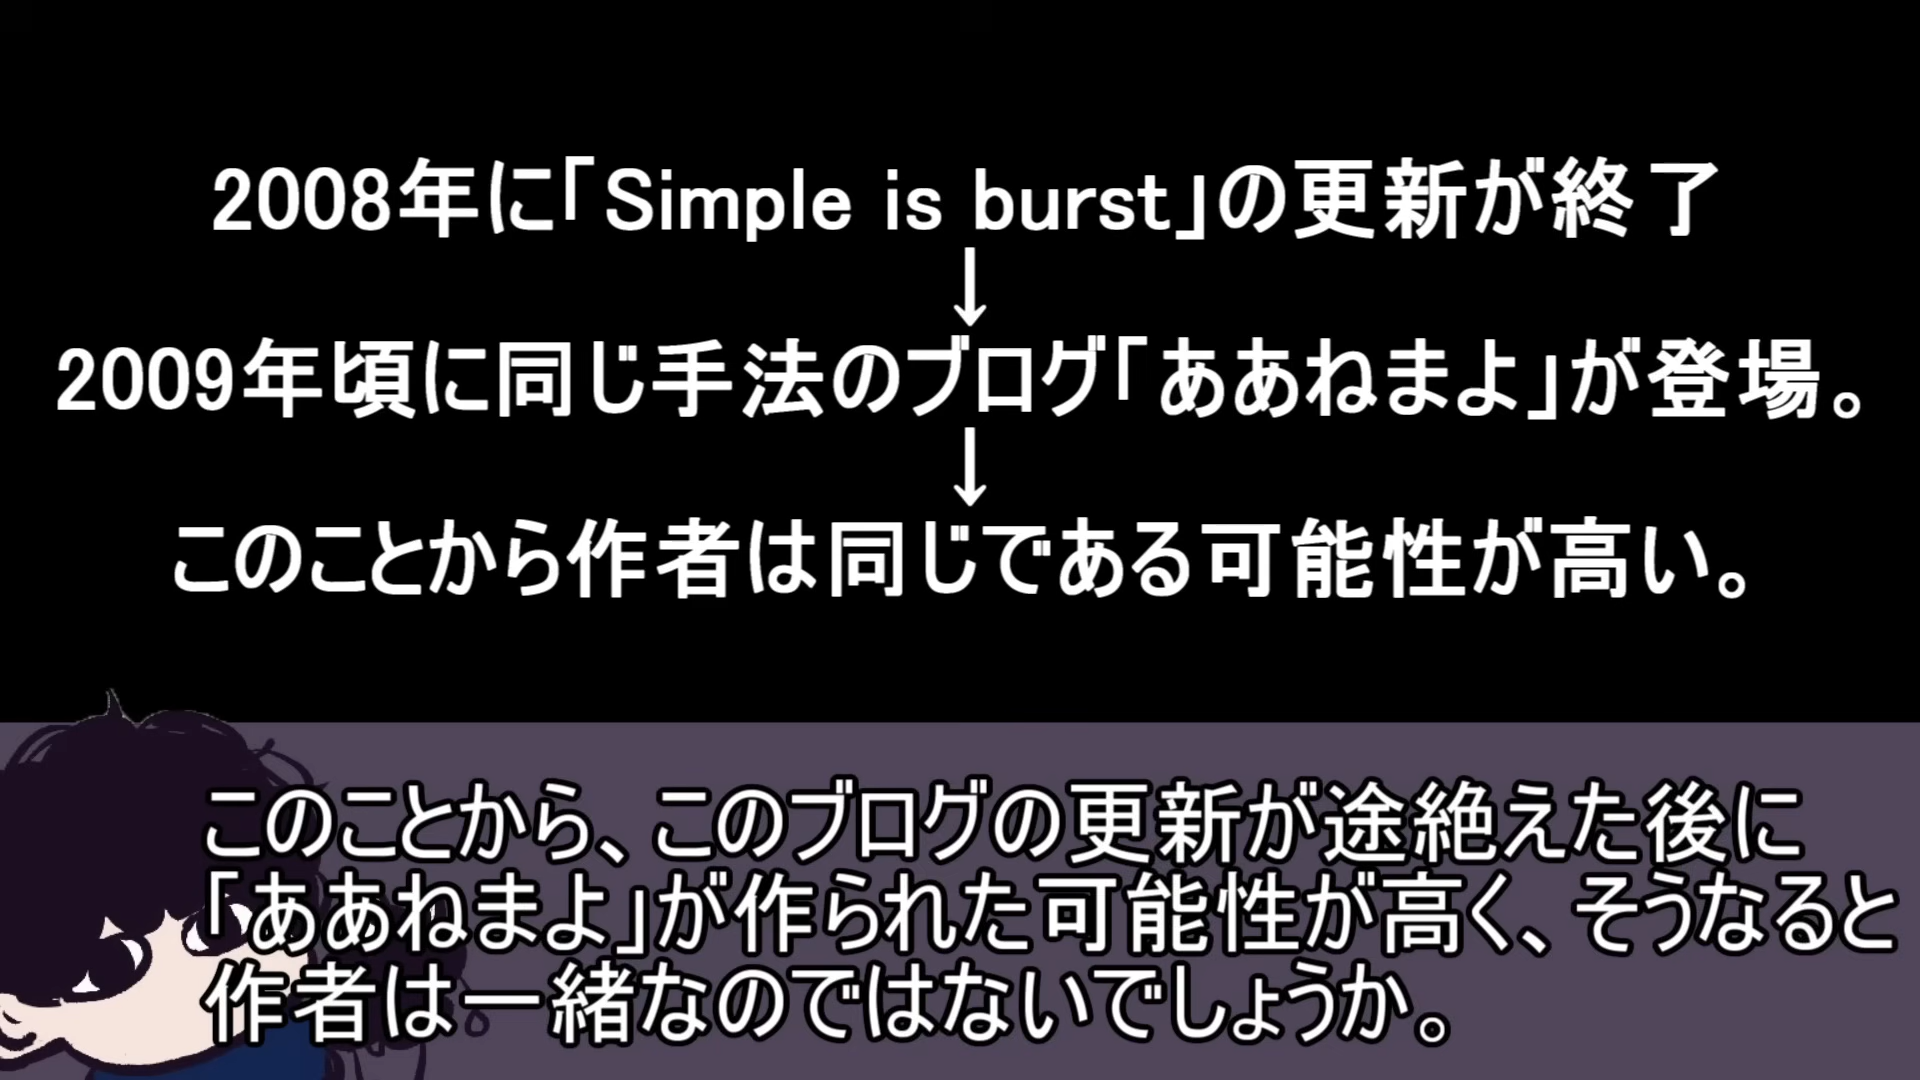 2008年に「Simple is burst」の更新が終了
↓
2009年頃に同じ手法のブログ「ああねまよ」が登場。
↓
このことから作者は同じである可能性が高い。
このことから、このブログの更新が途絶えた後に
「ああねまよ」が作られた可能性が高く、そうなると
作者は一緒なのではないでしょうか。